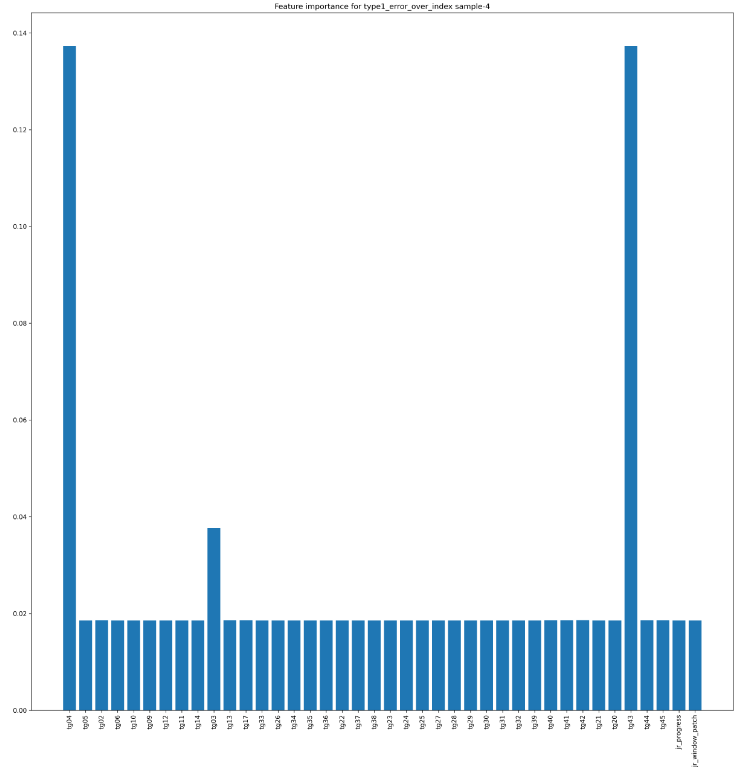 Feature importance for type1_error_over_index sample-4
0.14
0.12
0.10
0.08
0.06
0.04
0.02
0.00
tg04
tg05
tg02
tg06
tg10
tg09
tg12
tg11
tg14
tg03
tg13
tg17
tg33
tg26
tg34
tg35
tg36
tg22
tg37
tg38
tg23
tg24
tg25
tg27
tg28
tg29
tg30
tg31
tg32
tg39
tg40
tg41
tg42
tg21
tg20
tg43
tg44
tg45
jr_progress
jr_window_patch